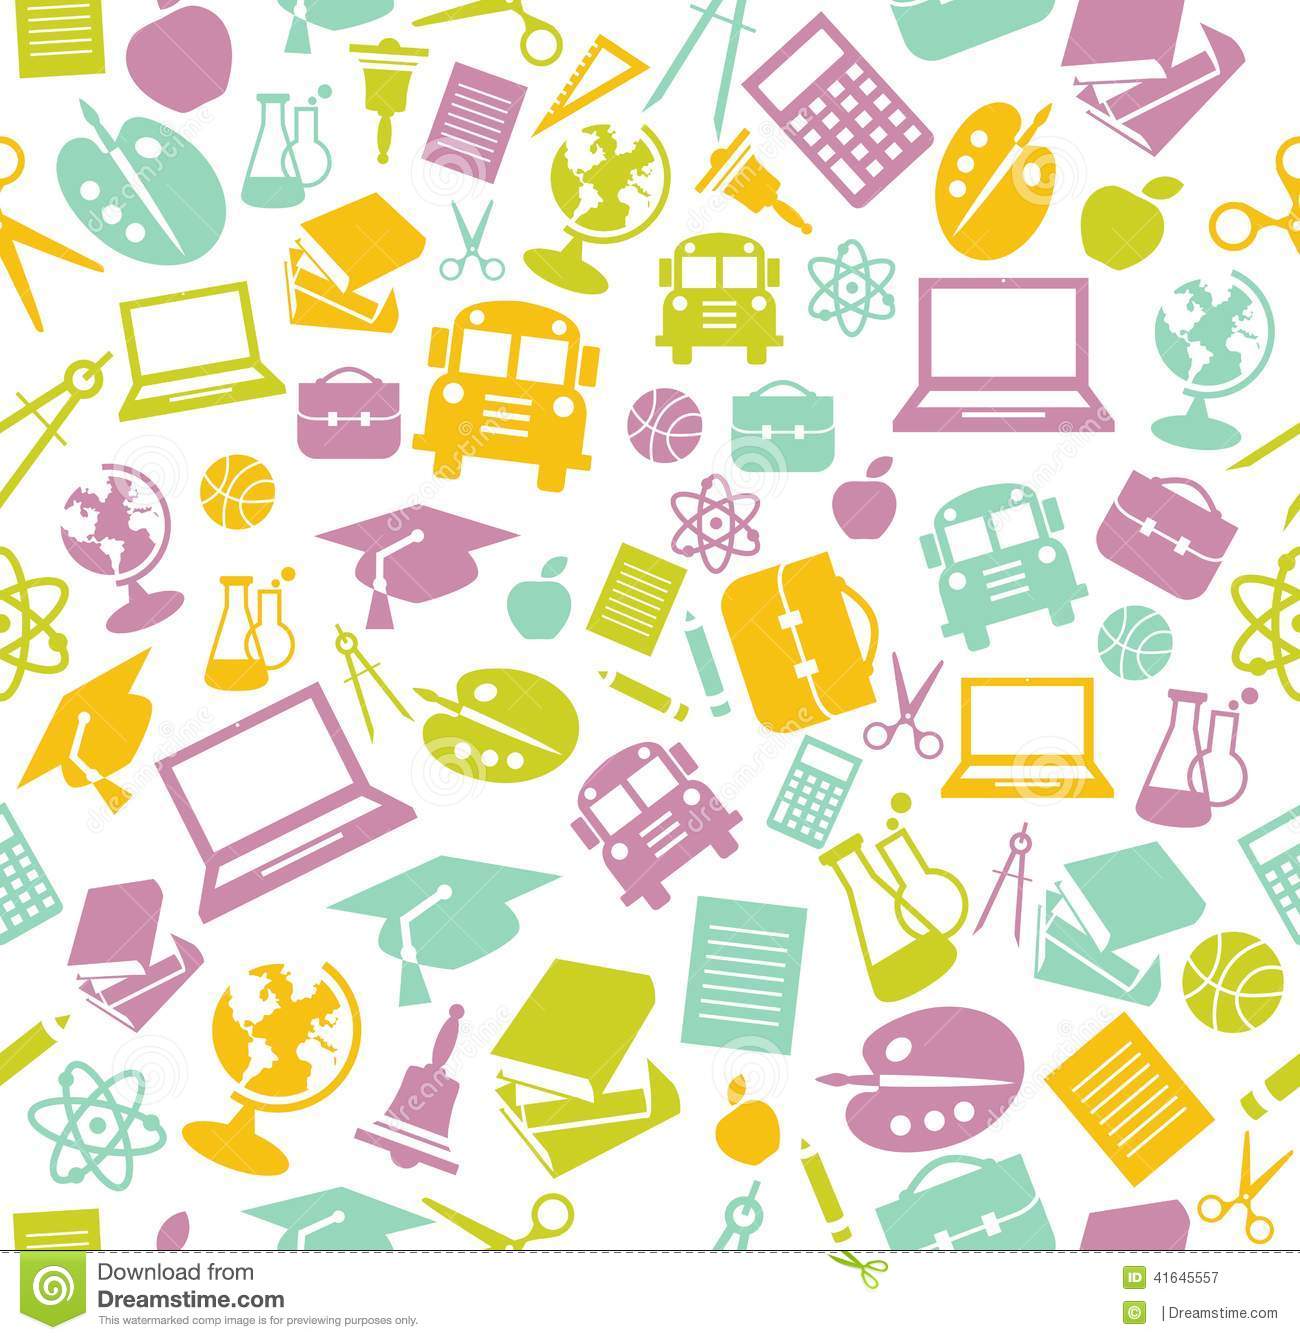 Download from
Dreamstime.com
This watermarked comp image is for previewing purposes only.
ID 41645557
© | Dreamstime.com